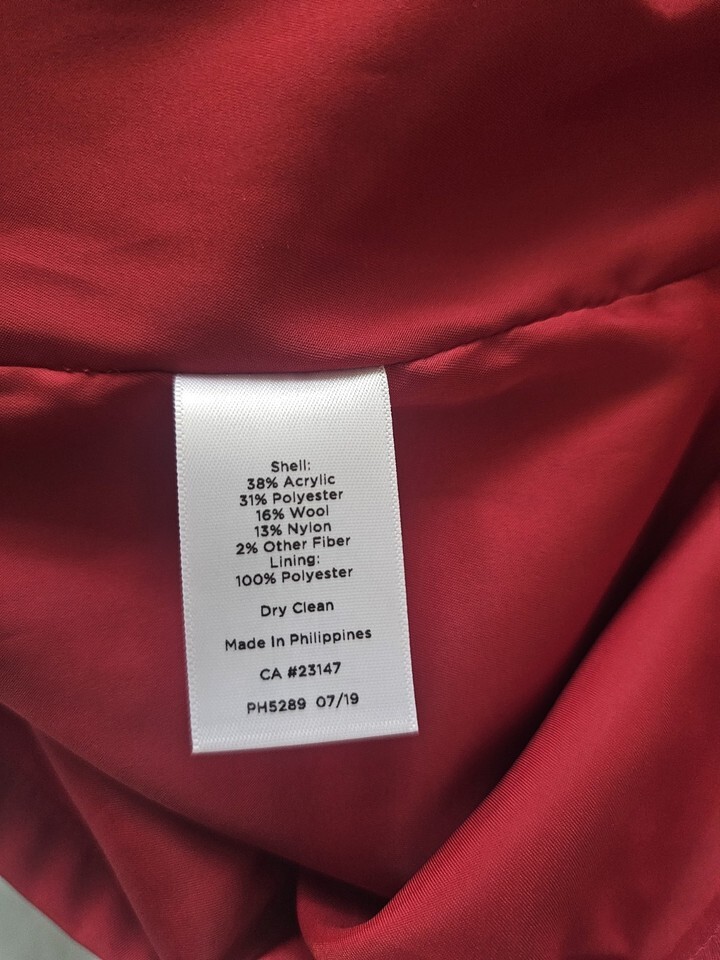 Shell:
38% Acrylic
31% Polyester
16% Wool
13% Nylon
2% Other Fiber
Lining:
100% Polyester
Dry Clean
Made In Philippines
CA #23147
PH5289 07/19